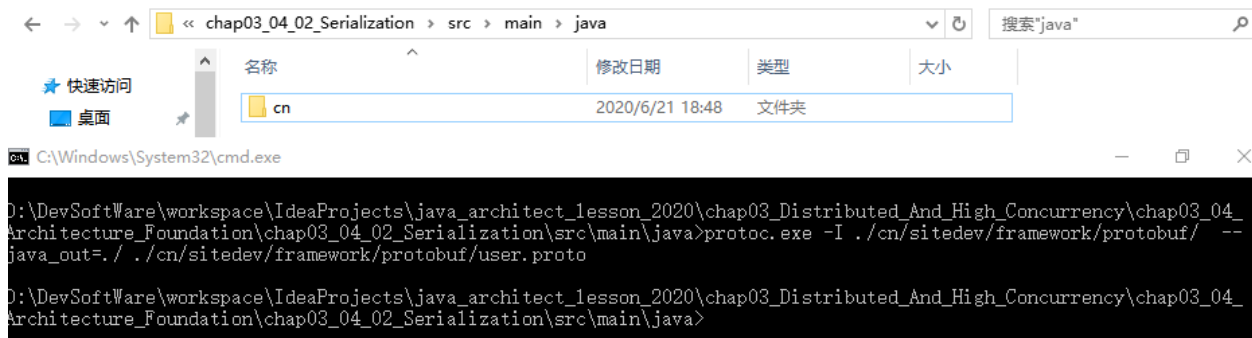 « chap03_04_02_Serialization › src › main › java
搜索"java"
名称 修改日期 类型 大小
快速访问
cn 2020/6/21 18:48 文件夹
桌面
C:\Windows\System32\cmd.exe
D:\DevSoftWare\workspace\IdeaProjects\java_architect_lesson_2020\chap03_Distributed_And_High_Concurrency\chap03_04_
Architecture_Foundation\chap03_04_02_Serialization\src\main\java>protoc.exe -I ./cn/sitedev/framework/protobuf/  --
java_out=./ ./cn/sitedev/framework/protobuf/user.proto
D:\DevSoftWare\workspace\IdeaProjects\java_architect_lesson_2020\chap03_Distributed_And_High_Concurrency\chap03_04_
Architecture_Foundation\chap03_04_02_Serialization\src\main\java>